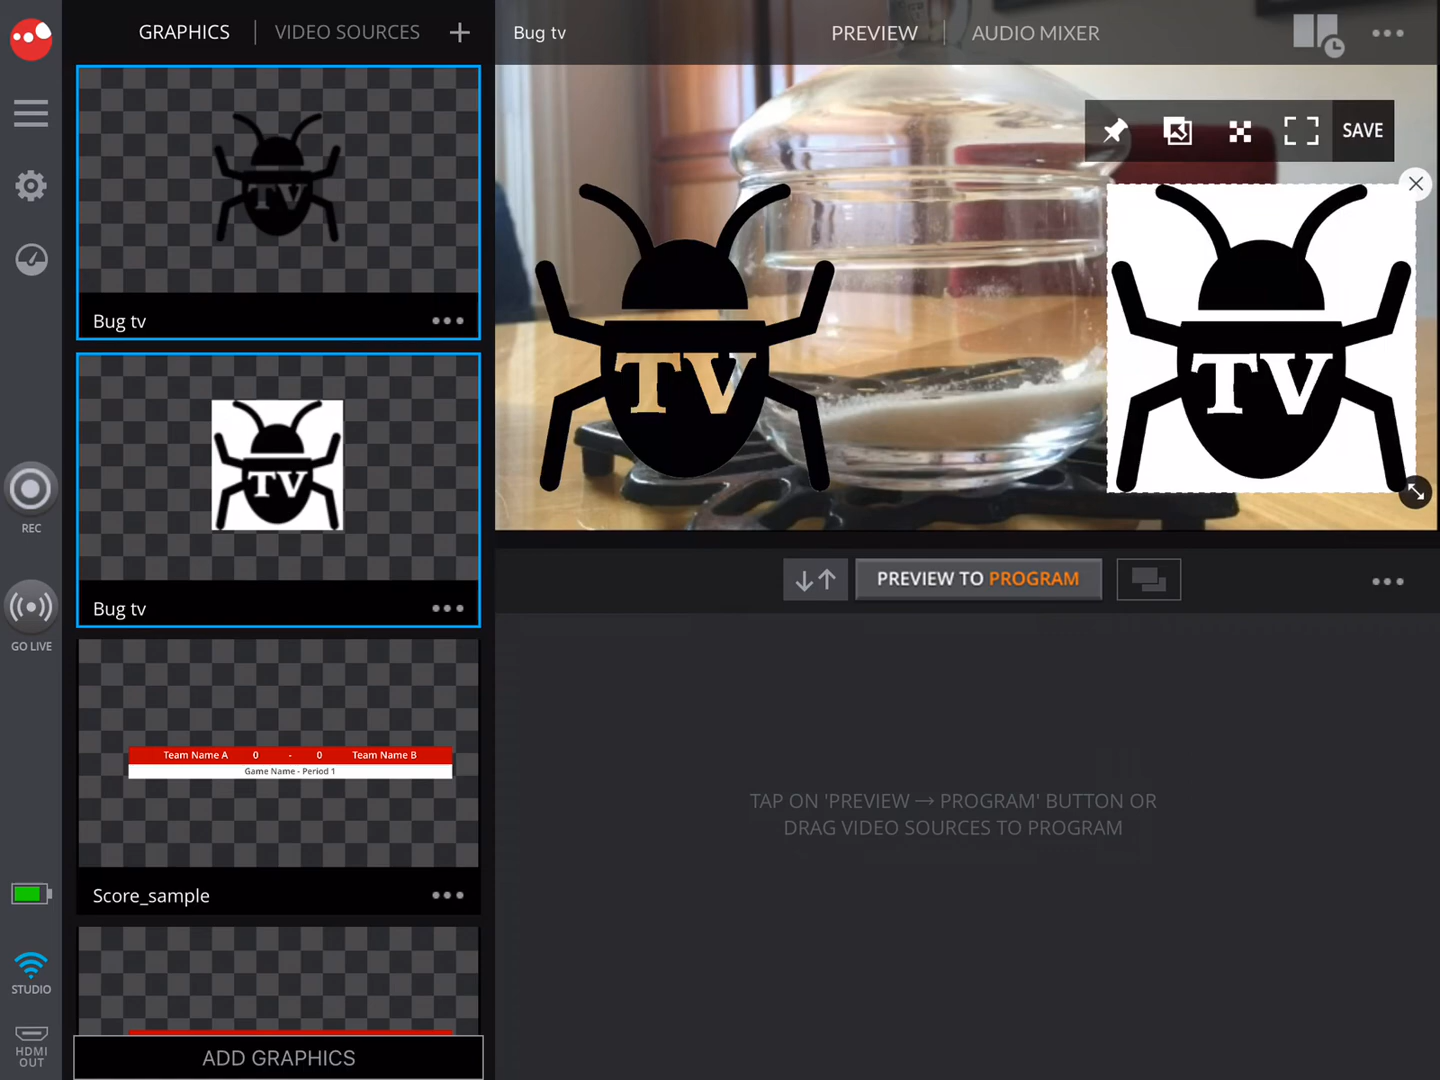 GRAPHICS
VIDEO SOURCES
Bug tv
PREVIEW
AUDIO MIXER
SAVE
TV
Bug tv
TV
Bug tv
Team Name A 0 - 0 Team Name B
Game Name - Period 1
Score_sample
ADD GRAPHICS
REC
GO LIVE
STUDIO
HDMI
OUT
TV
TV
PREVIEW TO PROGRAM
TAP ON 'PREVIEW → PROGRAM' BUTTON OR
DRAG VIDEO SOURCES TO PROGRAM